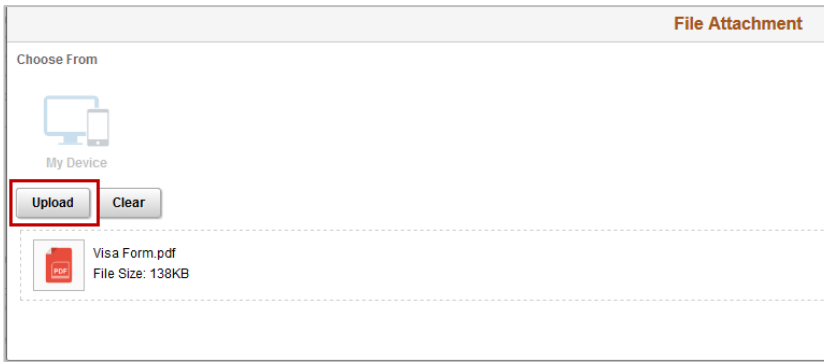 File Attachment
Choose From
My Device
Upload Clear
PDF
Visa Form.pdf
File Size: 138KB